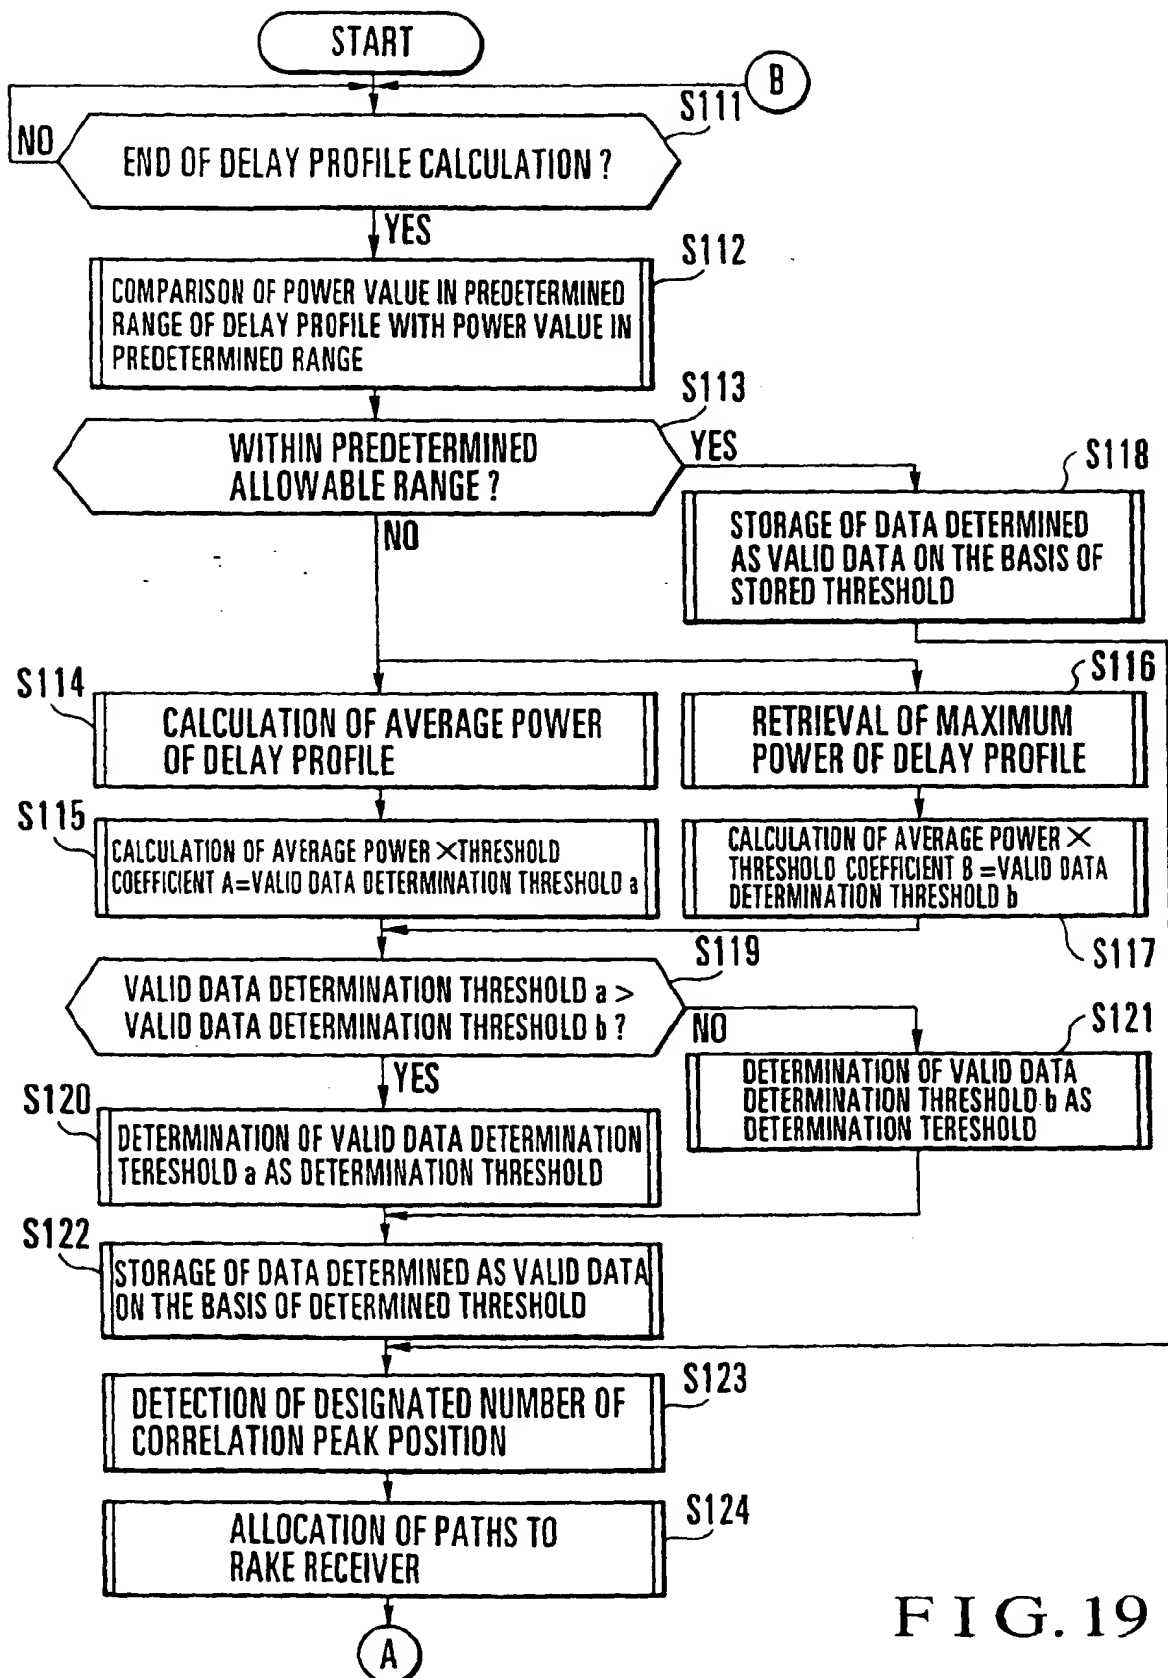 START
B
S111
NO
END OF DELAY PROFILE CALCULATION ?
YES
S112
COMPARISON OF POWER VALUE IN PREDETERMINED
RANGE OF DELAY PROFILE WITH POWER VALUE IN
PREDETERMINED RANGE
S113
WITHIN PREDETERMINED
ALLOWABLE RANGE ?
YES
NO
S118
STORAGE OF DATA DETERMINED
AS VALID DATA ON THE BASIS OF
STORED THRESHOLD
S114
CALCULATION OF AVERAGE POWER
OF DELAY PROFILE
S116
RETRIEVAL OF MAXIMUM
POWER OF DELAY PROFILE
S115
CALCULATION OF AVERAGE POWER × THRESHOLD
COEFFICIENT A=VALID DATA DETERMINATION THRESHOLD a
CALCULATION OF AVERAGE POWER ×
THRESHOLD COEFFICIENT B =VALID DATA
DETERMINATION THRESHOLD b
S117
S119
VALID DATA DETERMINATION THRESHOLD a >
VALID DATA DETERMINATION THRESHOLD b ?
NO
YES
S121
DETERMINATION OF VALID DATA
DETERMINATION THRESHOLD b AS
DETERMINATION TERESHOLD
S120
DETERMINATION OF VALID DATA DETERMINATION
TERESHOLD a AS DETERMINATION THRESHOLD
S122
STORAGE OF DATA DETERMINED AS VALID DATA
ON THE BASIS OF DETERMINED THRESHOLD
S123
DETECTION OF DESIGNATED NUMBER OF
CORRELATION PEAK POSITION
S124
ALLOCATION OF PATHS TO
RAKE RECEIVER
A
FIG. 19